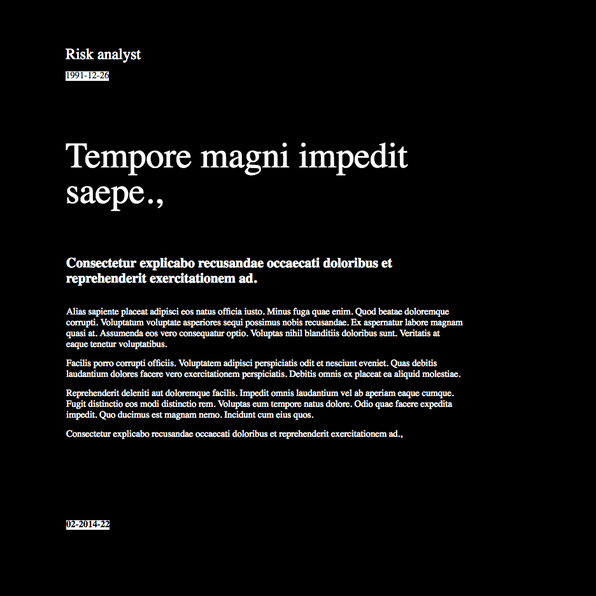 Risk analyst
1991-12-26
Tempore magni impedit
saepe.,
Consectetur explicabo recusandae occaecati doloribus et
reprehenderit exercitationem ad.
Alias sapiente placeat adipisci eos natus officia iusto. Minus fuga quae enim. Quod beatae doloremque
corrupti. Voluptatum voluptate asperiores sequi possimus nobis recusandae. Ex aspernatur labore magnam
quasi at. Assumenda eos vero consequatur optio. Voluptas nihil blanditiis doloribus sunt. Veritatis at
eaque tenetur voluptatibus.
Facilis porro corrupti officiis. Voluptatem adipisci perspiciatis odit et nesciunt eveniet. Quas debitis
laudantium dolores facere vero exercitationem perspiciatis. Debitis omnis ex placeat ea aliquid molestiae.
Reprehenderit deleniti aut doloremque facilis. Impedit omnis laudantium vel ab aperiam eaque cumque.
Fugit distinctio eos modi distinctio rem. Voluptas eum tempore natus dolore. Odio quae facere expedita
impedit. Quo ducimus est magnam nemo. Incidunt cum eius quos.
Consectetur explicabo recusandae occaecati doloribus et reprehenderit exercitationem ad.,
02-2014-22